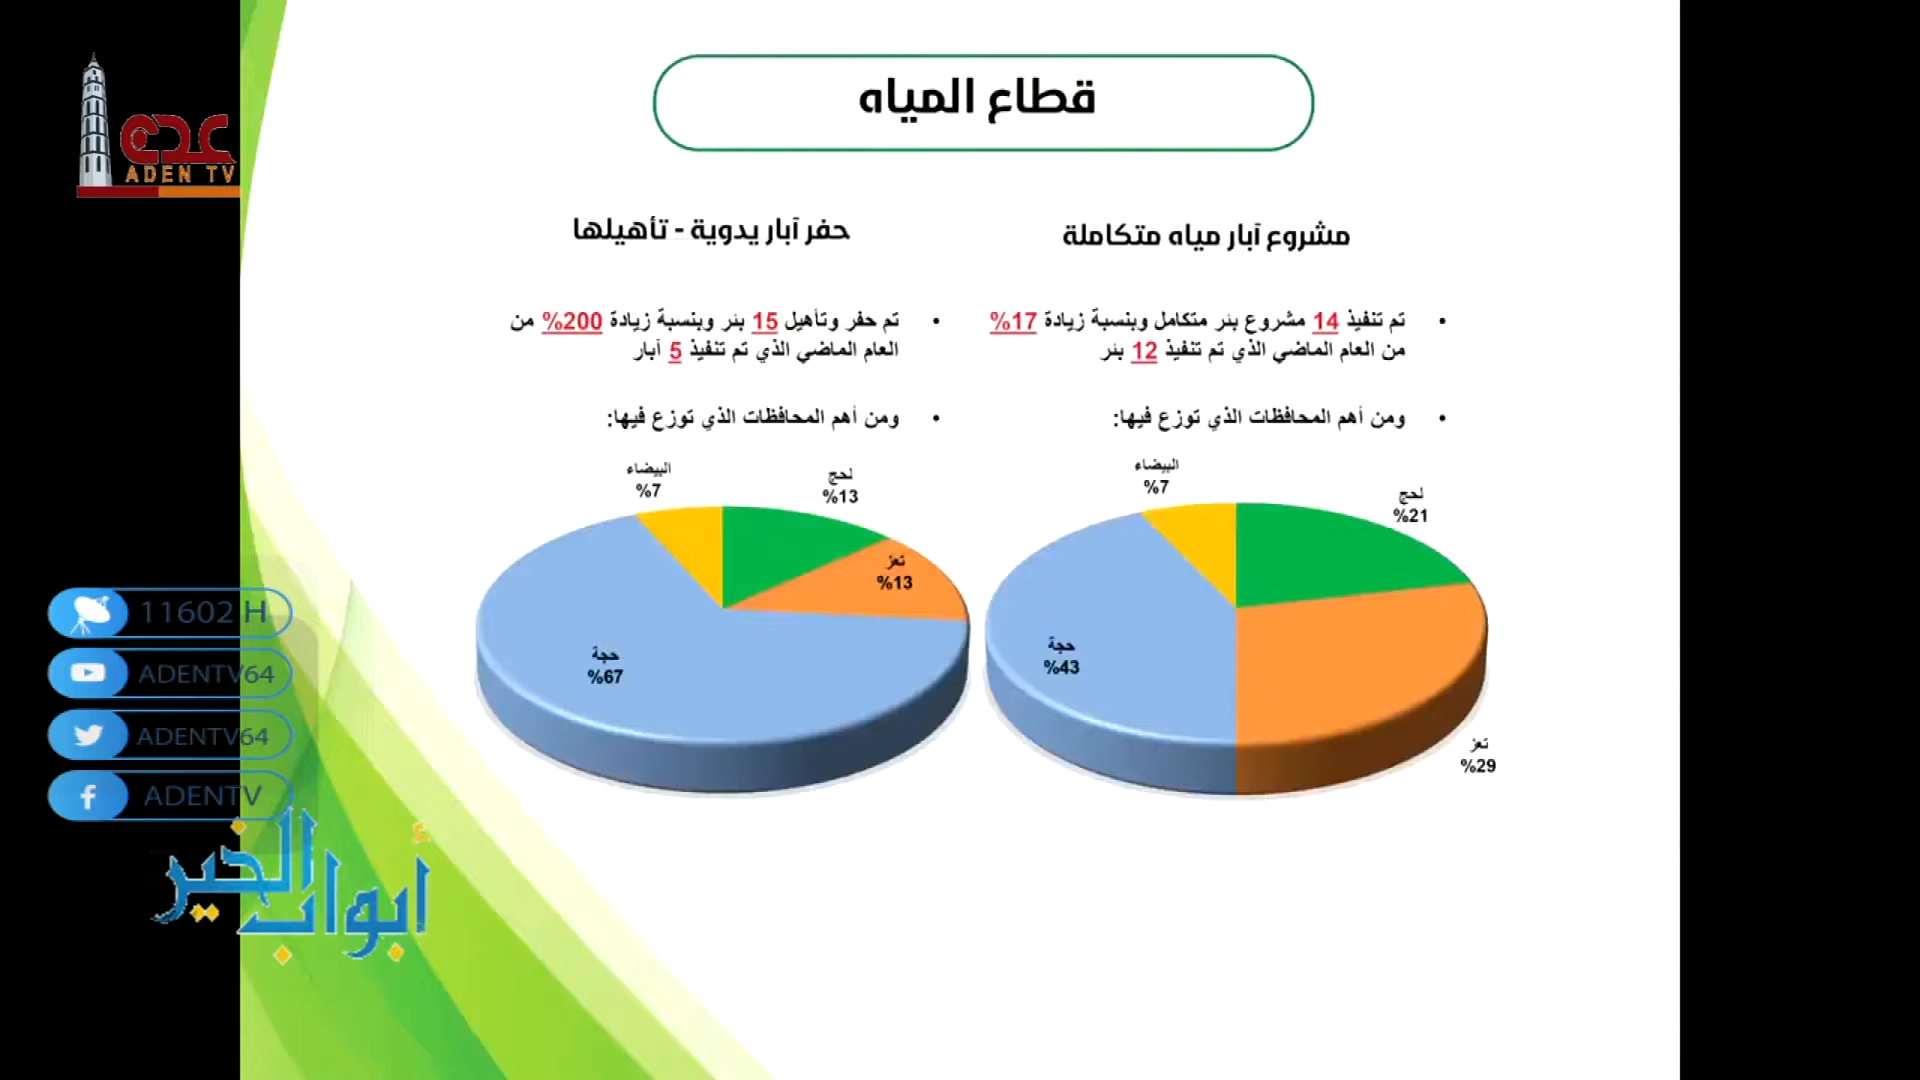 قطاع المياه
مشروع آبار مياه متكاملة
تم تنفيذ 14 مشروع بئر متكامل وبنسبة زيادة 17%
من العام الماضي الذي تم تنفيذ 12 بئر
ومن أهم المحافظات الذي توزع فيها:
البيضاء
%7
لحج
%21
حجة
%43
تعز
%29
حفر آبار يدوية - تأهيلها
تم حفر وتأهيل 15 بئر وبنسبة زيادة 200% من
العام الماضي الذي تم تنفيذ 5 آبار
ومن أهم المحافظات الذي توزع فيها:
البيضاء
%7
لحج
%13
تعز
%13
حجة
%67
عدن
ADEN TV
11602 H
ADENTV64
ADENTV64
ADENTV
أبواب الخير